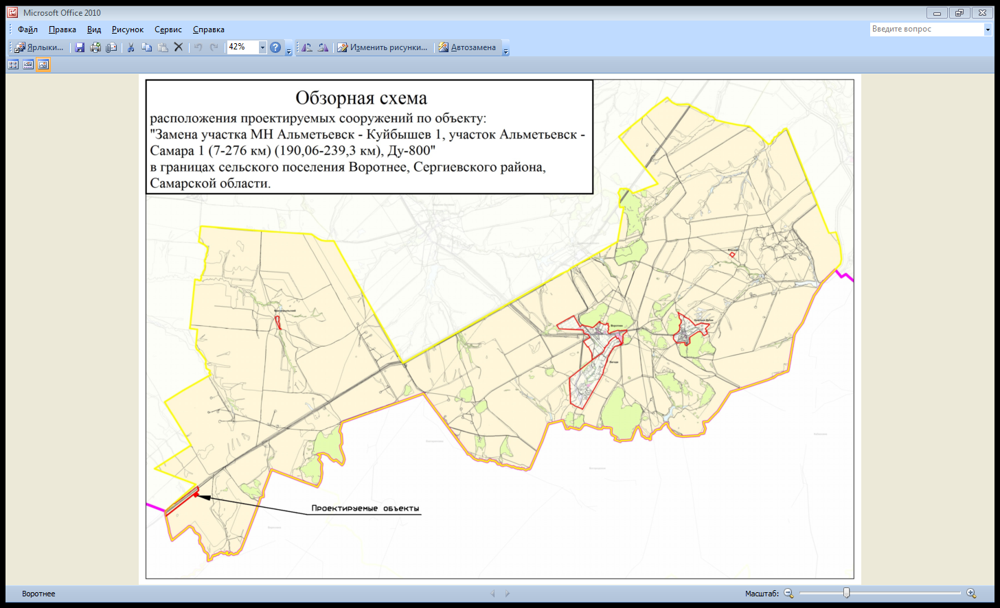 Microsoft Office 2010
Файл Правка Вид Рисунок Сервис Справка
Введите вопрос
Ярлыки... 42% Изменить рисунки... Автозамена
Обзорная схема
расположения проектируемых сооружений по объекту:
"Замена участка МН Альметьевск - Куйбышев 1, участок Альметьевск -
Самара 1 (7-276 км) (190,06-239,3 км), Ду-800"
в границах сельского поселения Воротнее, Сергиевского района,
Самарской области.
Воротнее
Проектируемые объекты
Воротнее
Масштаб: